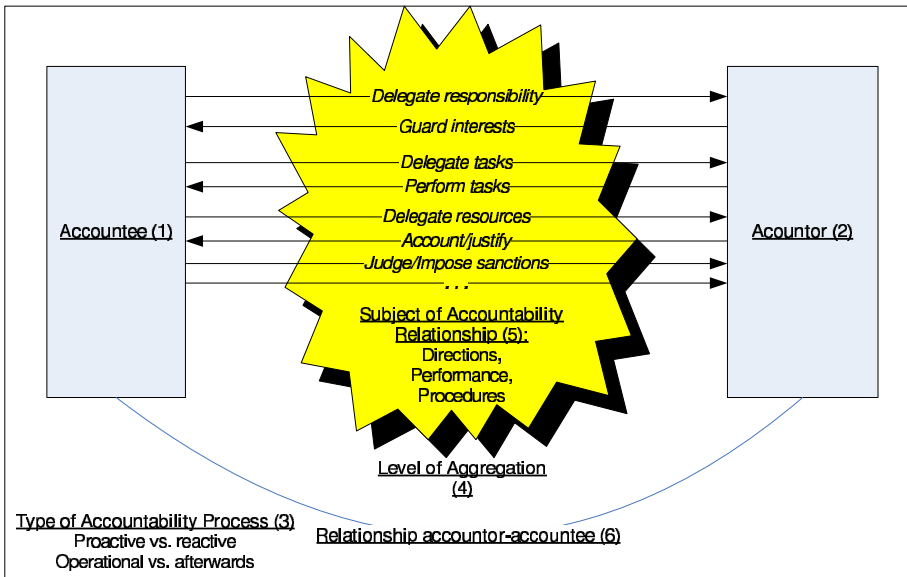 Delegate responsibility
Guard interests
Delegate tasks
Perform tasks
Delegate resources
Accountee (1)
Acountor (2)
Account/justify
Judge/Impose sanctions
. . .
Subject of Accountability
Relationship (5):
Directions,
Performance,
Procedures
Level of Aggregation
(4)
Type of Accountability Process (3)
Proactive vs. reactive
Operational vs. afterwards
Relationship accountor-accountee (6)